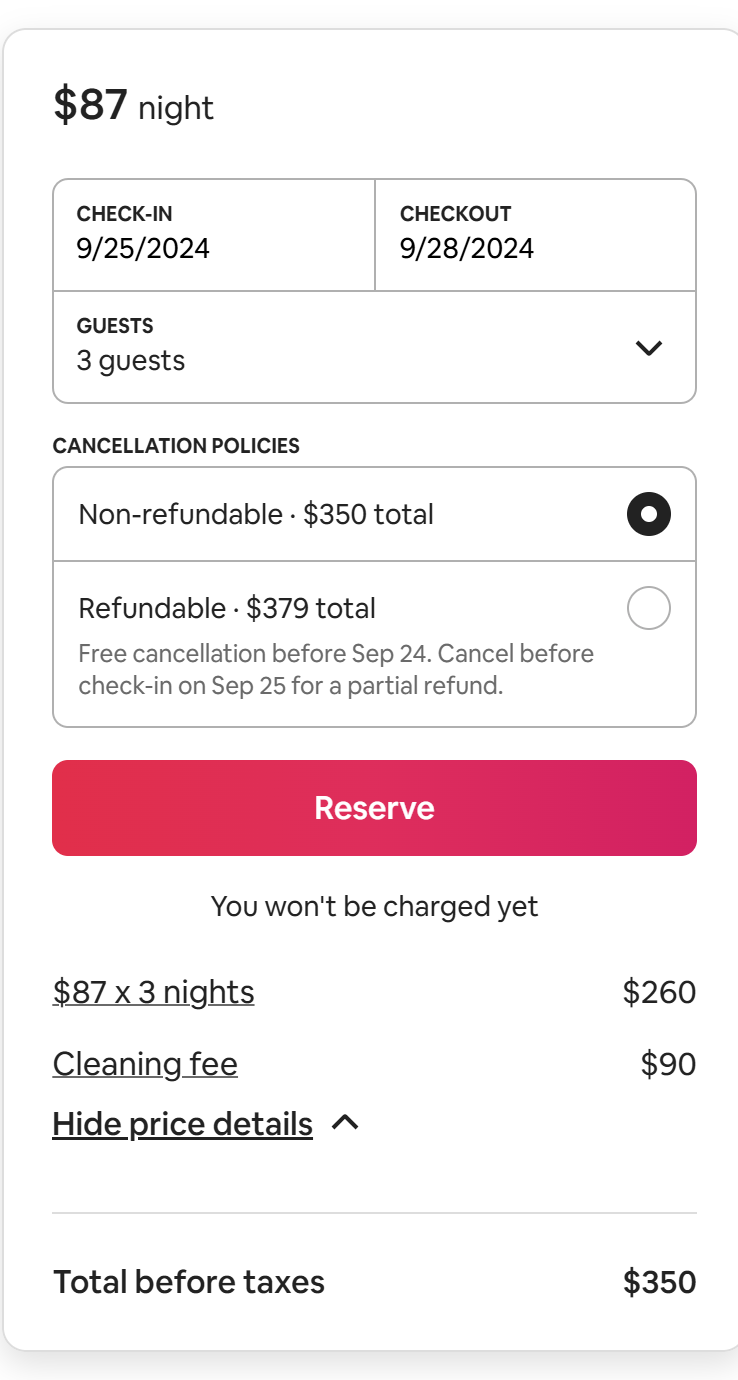 $87 night
CHECK-IN
9/25/2024
CHECKOUT
9/28/2024
GUESTS
3 guests
CANCELLATION POLICIES
Non-refundable · $350 total
Refundable · $379 total
Free cancellation before Sep 24. Cancel before
check-in on Sep 25 for a partial refund.
Reserve
You won't be charged yet
$87 x 3 nights $260
Cleaning fee $90
Hide price details
Total before taxes $350